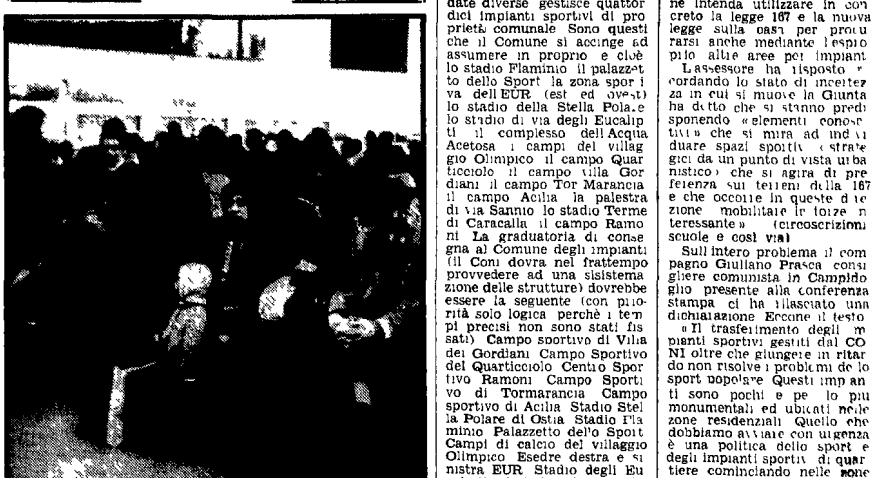 date diverse gestisce quattor
dici impianti sportivi di pro
prietà comunale Sono questi
che il Comune si accinge ad
assumere in proprio e cioè
lo stadio Flaminio il palazzet
to dello Sport la zona spor i
va dell'EUR (est ed ovest)
lo stadio della Stella Polare
lo stadio di via degli Eucalip
ti il complesso dell Acqua
Acetosa i campi del villag
gio Olimpico il campo Quar
ticciolo il campo villa Gor
diani il campo Tor Marancia
il campo Acilia la palestra
di via Sannio lo stadio Terme
di Caracalla il campo Ramo
ni La graduatoria di conse
gna al Comune degli impianti
(il Coni dovra nel frattempo
provvedere ad una sisistema
zione delle strutture) dovrebbe
essere la seguente (con prio-
rità solo logica perchè i tem
pi precisi non sono stati fis
sati) Campo sportivo di Villa
dei Gordiani Campo Sportivo
del Quarticciolo Centro Spor
tivo Ramoni Campo Sporti
vo di Tormarancia Campo
sportivo di Acilia Stadio Stel
la Polare di Ostia Stadio Fla
minio Palazzetto dello Sport
Campi di calcio del villaggio
Olimpico Esedre destra e si
nistra EUR Stadio degli Eu
ne intenda utilizzare in con
creto la legge 167 e la nuova
legge sulla casa per procu
rarsi anche mediante l espro
prio altre aree per impiant
L assessore ha risposto r
cordando lo stato di incertez
za in cui si muove la Giunta
ha detto che si stanno predi
sponendo « elementi conosc
tivi » che si mira ad indivi
duare spazi sportiv « strate
gici da un punto di vista urba
nistico » che si agira di pre
ferenza sui terreni della 167
e che occorre in queste d re
zione mobilitare le forze n
teressante » (circoscrizioni
scuole e così via)
Sull intero problema il com
pagno Giuliano Prasca consi
gliere comunista in Campido
glio presente alla conferenza
stampa ci ha rilasciato una
dichiarazione Eccone il testo
« Il trasferimento degli m
pianti sportivi gestiti dal CO
NI oltre che giungere in ritar
do non risolve i problemi de lo
sport popolare Questi imp an
ti sono pochi e pe lo più
monumentali ed ubicati nelle
zone residenziali Quello che
dobbiamo avviare con urgenza
è una politica dello sport e
degli impianti sportiv di quar
tiere cominciando nelle zone